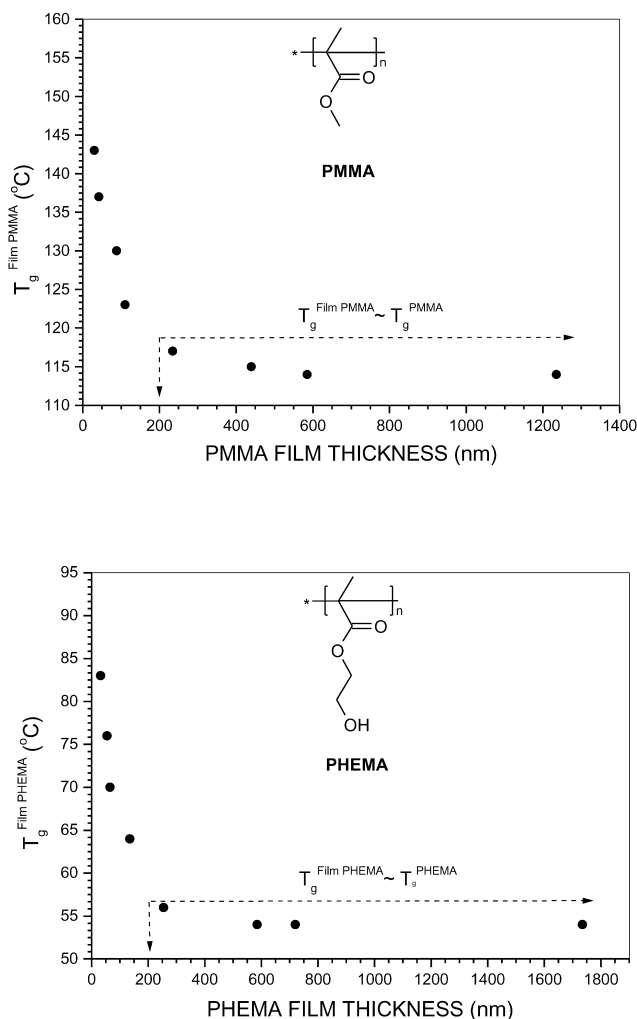 160
155
150
145
140
135
130
125
120
115
110
T_g^Film PMMA (°C)
*
n
O
O
PMMA
T_g^Film PMMA ~ T_g^PMMA
0 200 400 600 800 1000 1200 1400
PMMA FILM THICKNESS (nm)
95
90
85
80
75
70
65
60
55
50
T_g^Film PHEMA (°C)
*
n
O
O
OH
PHEMA
T_g^Film PHEMA ~ T_g^PHEMA
0 200 400 600 800 1000 1200 1400 1600 1800
PHEMA FILM THICKNESS (nm)